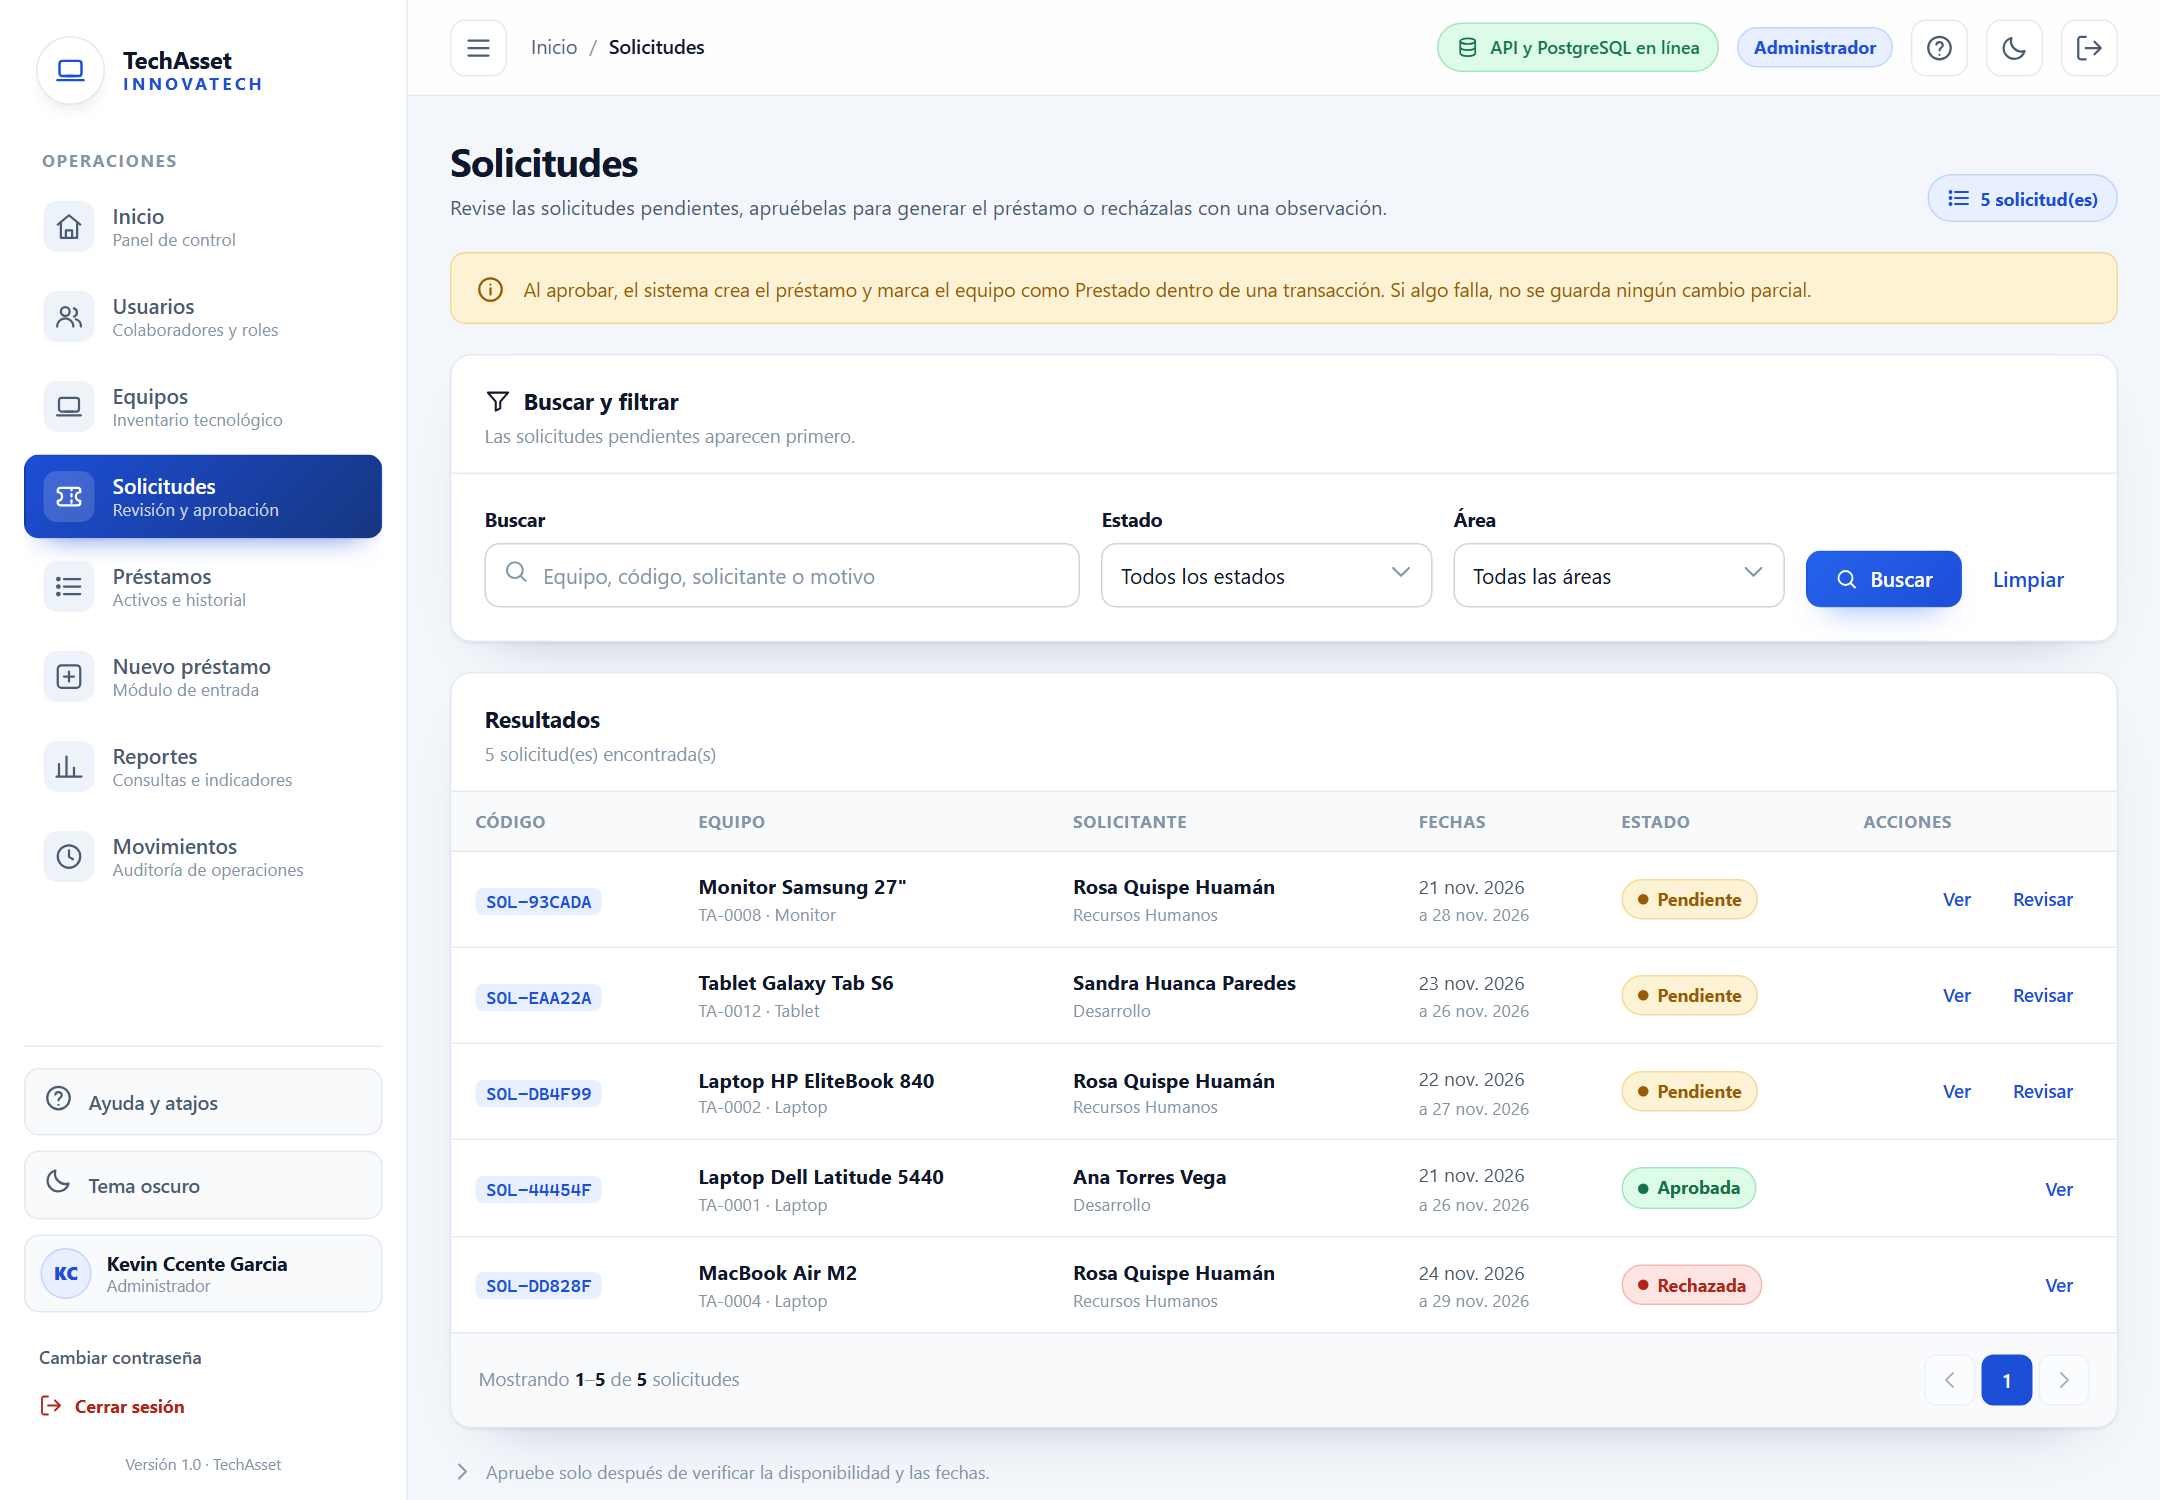 TechAsset
INNOVATECH
OPERACIONES
Inicio
Panel de control
Usuarios
Colaboradores y roles
Equipos
Inventario tecnológico
Solicitudes
Revisión y aprobación
Préstamos
Activos e historial
Nuevo préstamo
Módulo de entrada
Reportes
Consultas e indicadores
Movimientos
Auditoría de operaciones
Ayuda y atajos
Tema oscuro
KC
Kevin Ccente Garcia
Administrador
Cambiar contraseña
Cerrar sesión
Versión 1.0 · TechAsset
Inicio / Solicitudes
API y PostgreSQL en línea
Administrador
Solicitudes
Revise las solicitudes pendientes, apruébelas para generar el préstamo o recházalas con una observación.
5 solicitud(es)
Al aprobar, el sistema crea el préstamo y marca el equipo como Prestado dentro de una transacción. Si algo falla, no se guarda ningún cambio parcial.
Buscar y filtrar
Las solicitudes pendientes aparecen primero.
Buscar
Equipo, código, solicitante o motivo
Estado
Todos los estados
Área
Todas las áreas
Buscar
Limpiar
Resultados
5 solicitud(es) encontrada(s)
CÓDIGO EQUIPO SOLICITANTE FECHAS ESTADO ACCIONES
SOL-93CADA
Monitor Samsung 27"
TA-0008 · Monitor
Rosa Quispe Huamán
Recursos Humanos
21 nov. 2026
a 28 nov. 2026
Pendiente
Ver Revisar
SOL-EAA22A
Tablet Galaxy Tab S6
TA-0012 · Tablet
Sandra Huanca Paredes
Desarrollo
23 nov. 2026
a 26 nov. 2026
Pendiente
Ver Revisar
SOL-DB4F99
Laptop HP EliteBook 840
TA-0002 · Laptop
Rosa Quispe Huamán
Recursos Humanos
22 nov. 2026
a 27 nov. 2026
Pendiente
Ver Revisar
SOL-44454F
Laptop Dell Latitude 5440
TA-0001 · Laptop
Ana Torres Vega
Desarrollo
21 nov. 2026
a 26 nov. 2026
Aprobada
Ver
SOL-DD828F
MacBook Air M2
TA-0004 · Laptop
Rosa Quispe Huamán
Recursos Humanos
24 nov. 2026
a 29 nov. 2026
Rechazada
Ver
Mostrando 1–5 de 5 solicitudes
1
Apruebe solo después de verificar la disponibilidad y las fechas.